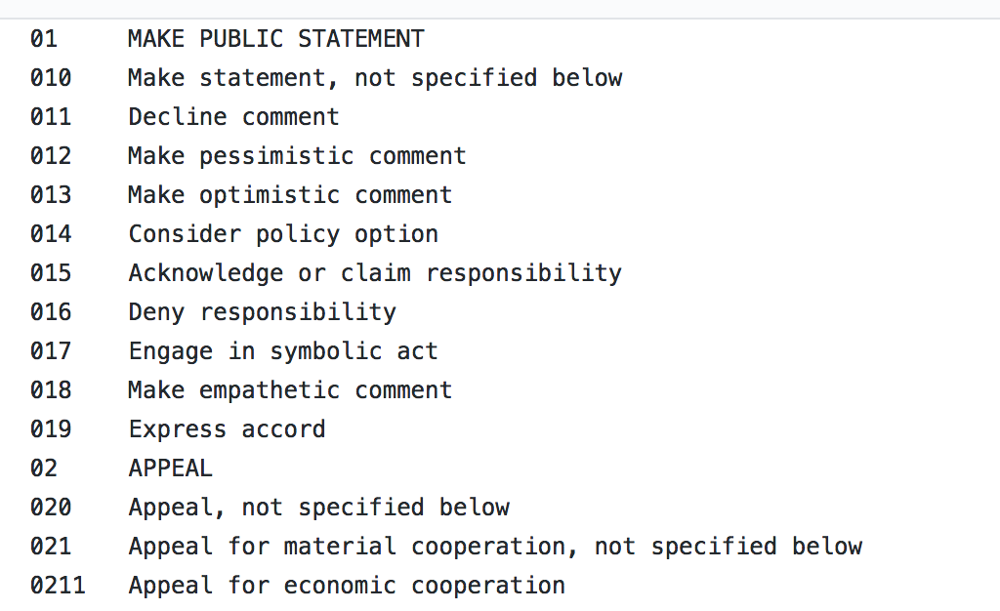 01 MAKE PUBLIC STATEMENT
010 Make statement, not specified below
011 Decline comment
012 Make pessimistic comment
013 Make optimistic comment
014 Consider policy option
015 Acknowledge or claim responsibility
016 Deny responsibility
017 Engage in symbolic act
018 Make empathetic comment
019 Express accord
02 APPEAL
020 Appeal, not specified below
021 Appeal for material cooperation, not specified below
0211 Appeal for economic cooperation